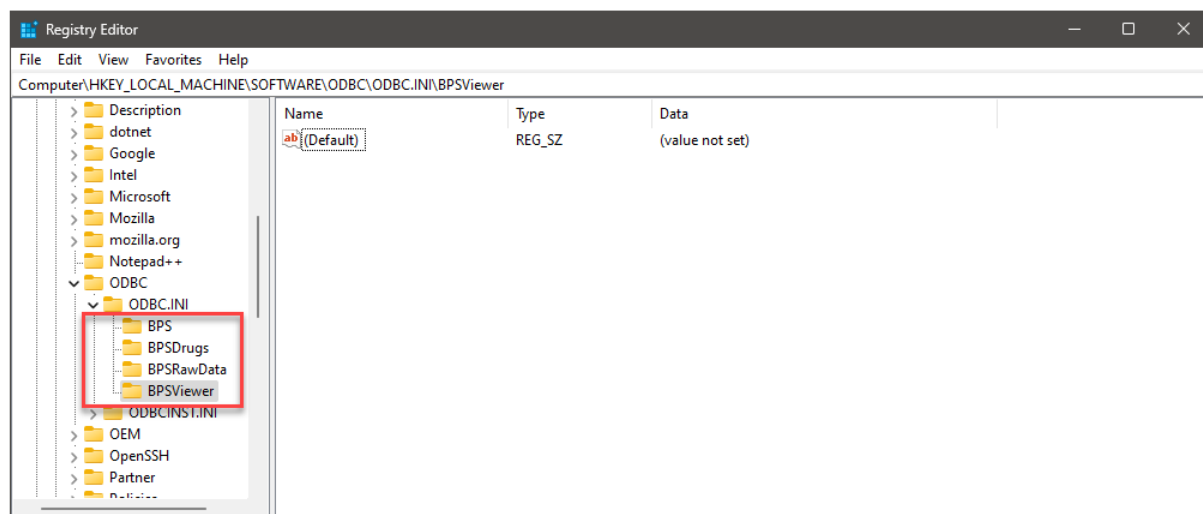 Registry Editor
File Edit View Favorites Help
Computer\HKEY_LOCAL_MACHINE\SOFTWARE\ODBC\ODBC.INI\BPSViewer
Description
dotnet
Google
Intel
Microsoft
Mozilla
mozilla.org
Notepad++
ODBC
ODBC.INI
BPS
BPSDrugs
BPSRawData
BPSViewer
ODBCINST.INI
OEM
OpenSSH
Partner
Policies
Name Type Data
ab (Default) REG_SZ (value not set)